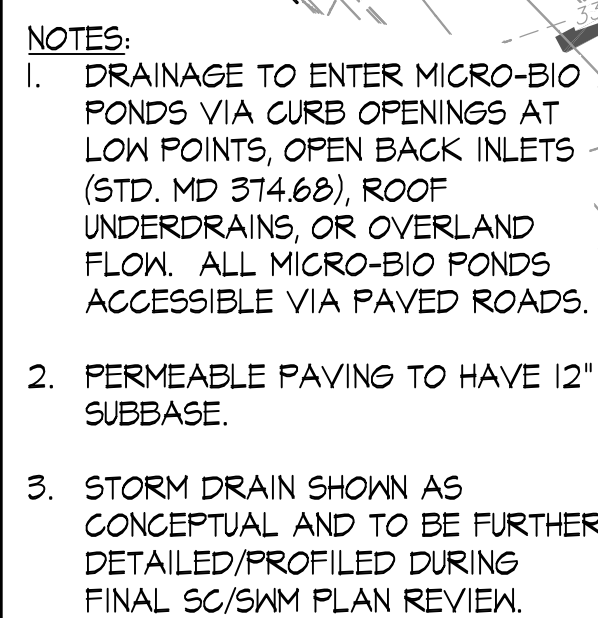 NOTES:
1. DRAINAGE TO ENTER MICRO-BIO
PONDS VIA CURB OPENINGS AT
LOW POINTS, OPEN BACK INLETS
(STD. MD 374.68), ROOF
UNDERDRAINS, OR OVERLAND
FLOW. ALL MICRO-BIO PONDS
ACCESSIBLE VIA PAVED ROADS.
2. PERMEABLE PAVING TO HAVE 12"
SUBBASE.
3. STORM DRAIN SHOWN AS
CONCEPTUAL AND TO BE FURTHER
DETAILED/PROFILED DURING
FINAL SC/SWM PLAN REVIEW.